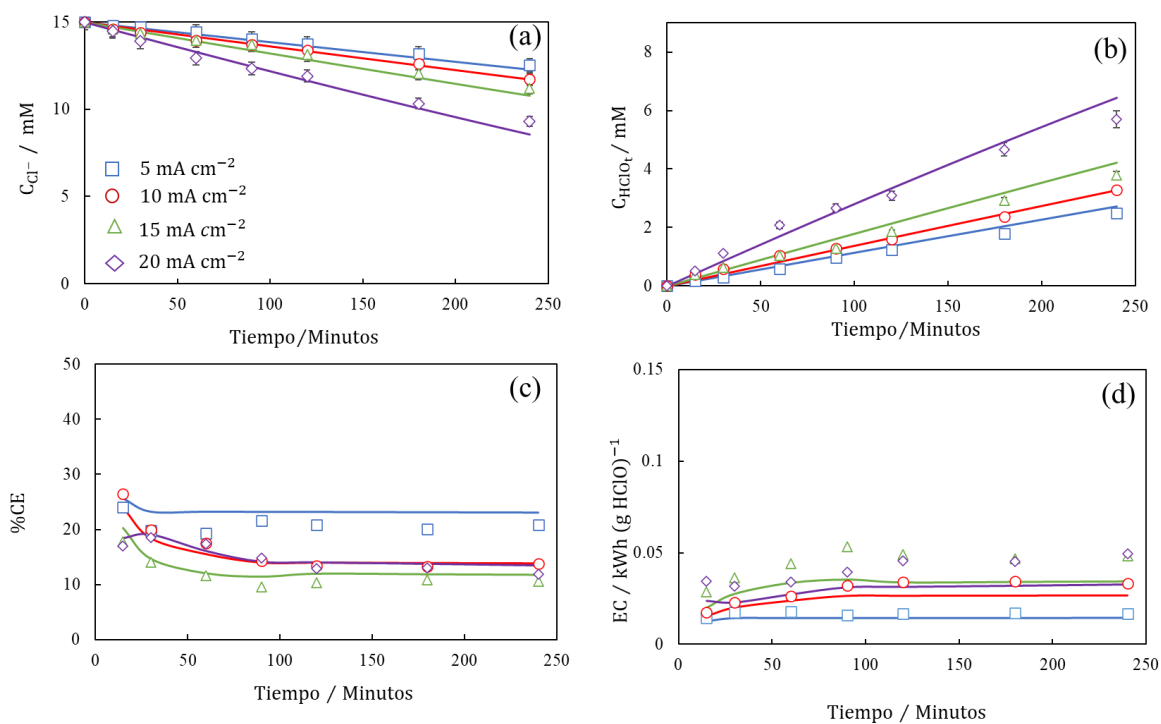 (a)
15
10
5
0
C_Cl⁻ / mM
5 mA cm⁻²
10 mA cm⁻²
15 mA cm⁻²
20 mA cm⁻²
0 50 100 150 200 250
Tiempo/Minutos
(b)
8
6
4
2
0
C_HClOₜ / mM
0 50 100 150 200 250
Tiempo/Minutos
(c)
50
40
30
20
10
0
%CE
0 50 100 150 200 250
Tiempo / Minutos
(d)
0.15
0.1
0.05
0
EC / kWh (g HClO)⁻¹
0 50 100 150 200 250
Tiempo / Minutos